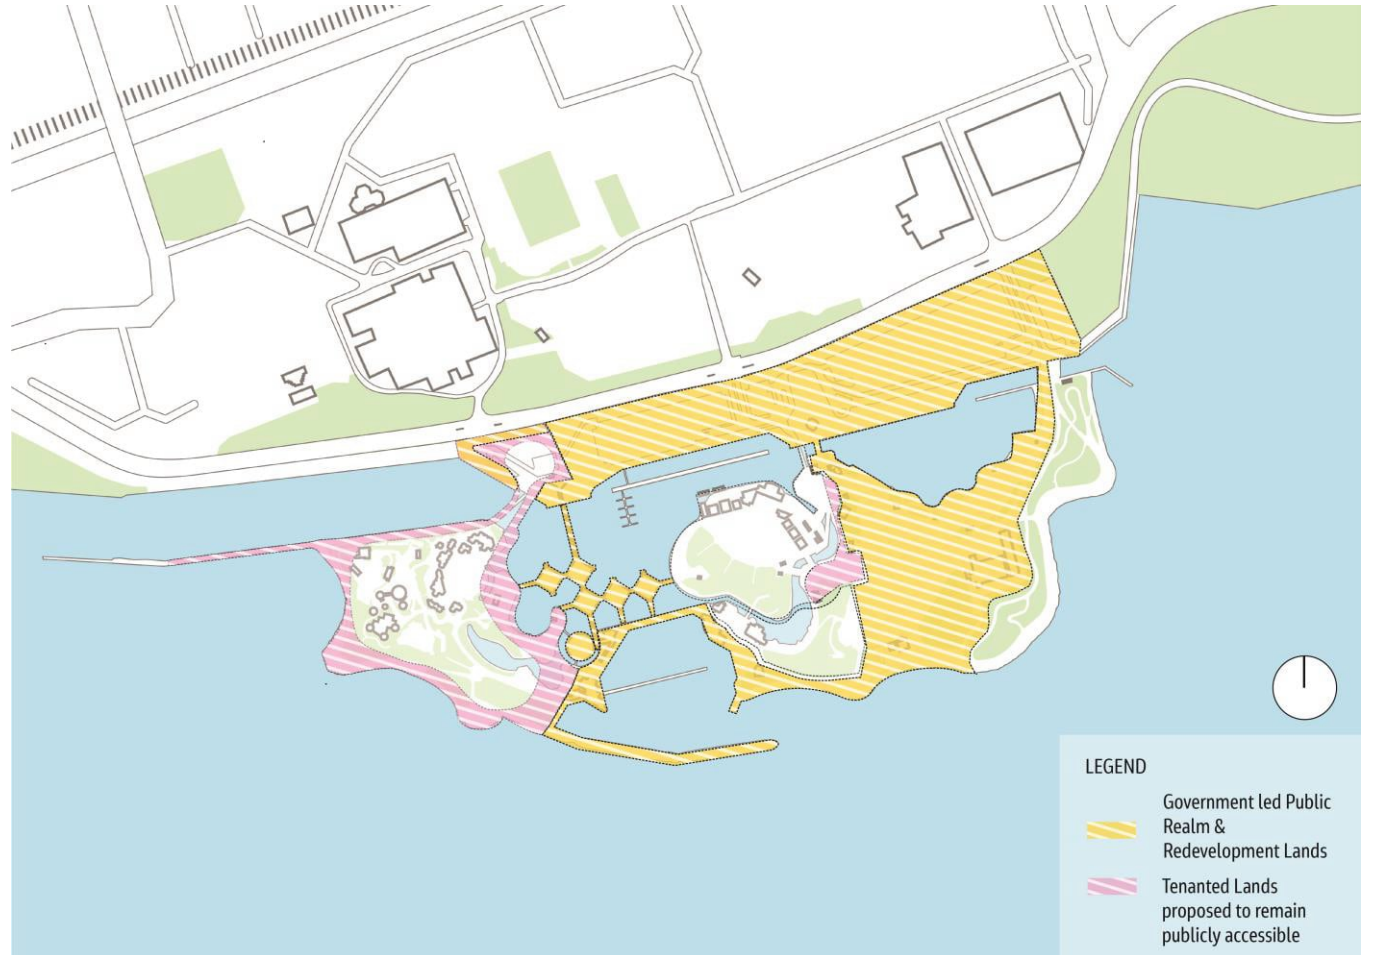 LEGEND
Government led Public
Realm &
Redevelopment Lands
Tenanted Lands
proposed to remain
publicly accessible